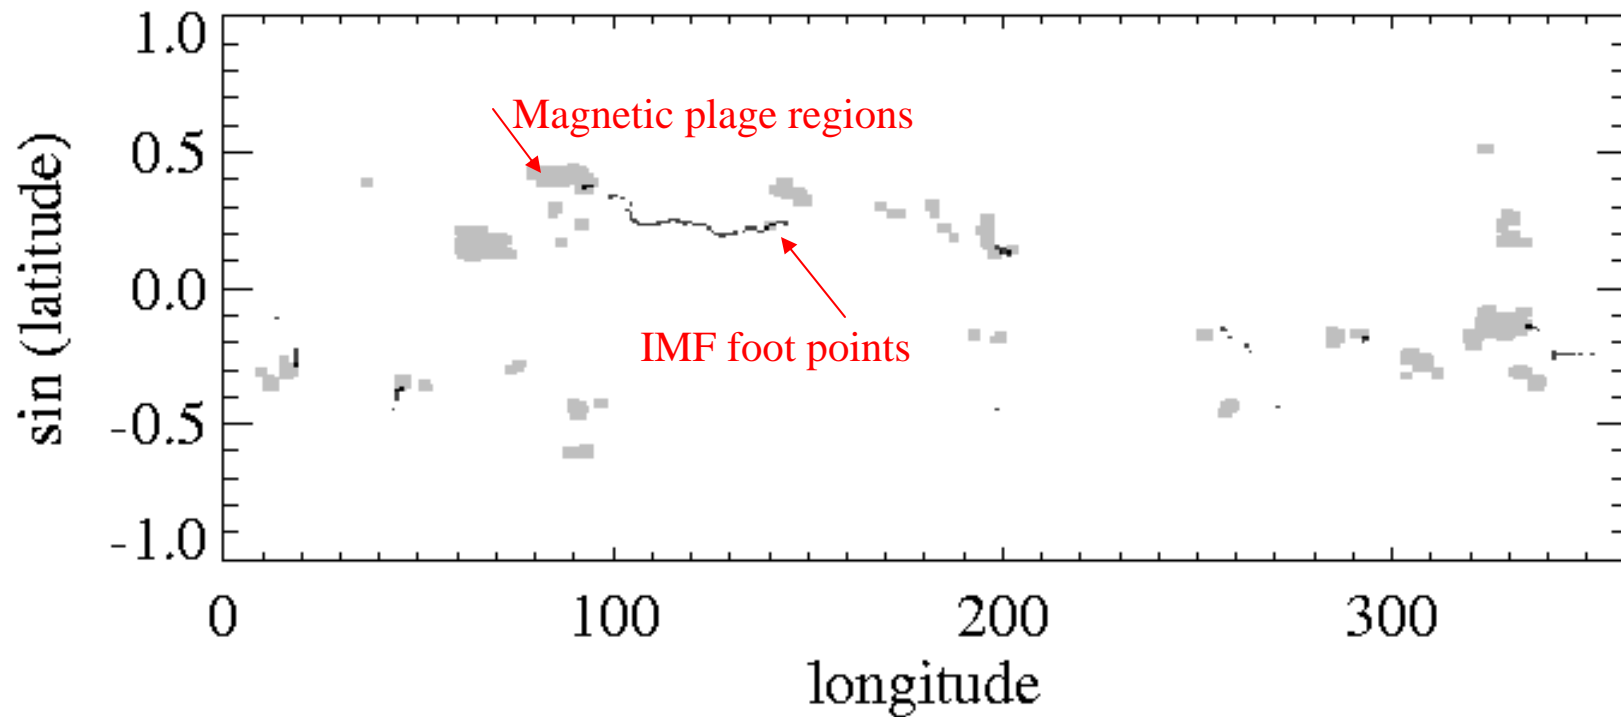 1.0
Magnetic plage regions
0.5
0.0
IMF foot points
-0.5
-1.0
sin (latitude)
0 100 200 300
longitude